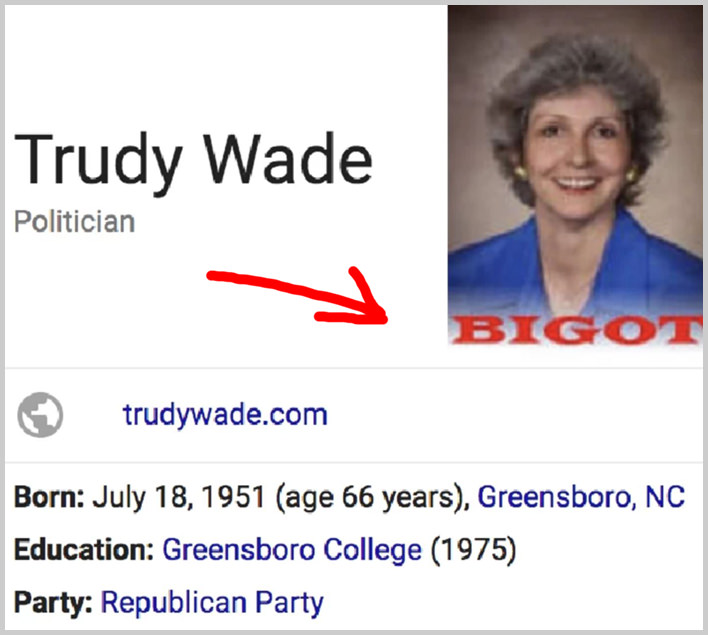 Trudy Wade
Politician
BIGOT
trudywade.com
Born: July 18, 1951 (age 66 years), Greensboro, NC
Education: Greensboro College (1975)
Party: Republican Party